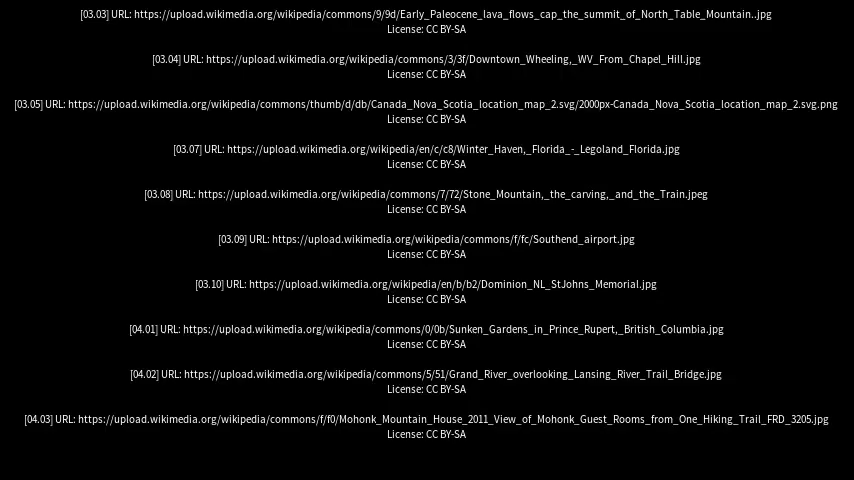 [03.03] URL: https://upload.wikimedia.org/wikipedia/commons/9/9d/Early_Paleocene_lava_flows_cap_the_summit_of_North_Table_Mountain..jpg
License: CC BY-SA
[03.04] URL: https://upload.wikimedia.org/wikipedia/commons/3/3f/Downtown_Wheeling,_WV_From_Chapel_Hill.jpg
License: CC BY-SA
[03.05] URL: https://upload.wikimedia.org/wikipedia/commons/thumb/d/db/Canada_Nova_Scotia_location_map_2.svg/2000px-Canada_Nova_Scotia_location_map_2.svg.png
License: CC BY-SA
[03.07] URL: https://upload.wikimedia.org/wikipedia/en/c/c8/Winter_Haven,_Florida_-_Legoland_Florida.jpg
License: CC BY-SA
[03.08] URL: https://upload.wikimedia.org/wikipedia/commons/7/72/Stone_Mountain,_the_carving,_and_the_Train.jpeg
License: CC BY-SA
[03.09] URL: https://upload.wikimedia.org/wikipedia/commons/f/fc/Southend_airport.jpg
License: CC BY-SA
[03.10] URL: https://upload.wikimedia.org/wikipedia/en/b/b2/Dominion_NL_StJohns_Memorial.jpg
License: CC BY-SA
[04.01] URL: https://upload.wikimedia.org/wikipedia/commons/0/0b/Sunken_Gardens_in_Prince_Rupert,_British_Columbia.jpg
License: CC BY-SA
[04.02] URL: https://upload.wikimedia.org/wikipedia/commons/5/51/Grand_River_overlooking_Lansing_River_Trail_Bridge.jpg
License: CC BY-SA
[04.03] URL: https://upload.wikimedia.org/wikipedia/commons/f/f0/Mohonk_Mountain_House_2011_View_of_Mohonk_Guest_Rooms_from_One_Hiking_Trail_FRD_3205.jpg
License: CC BY-SA